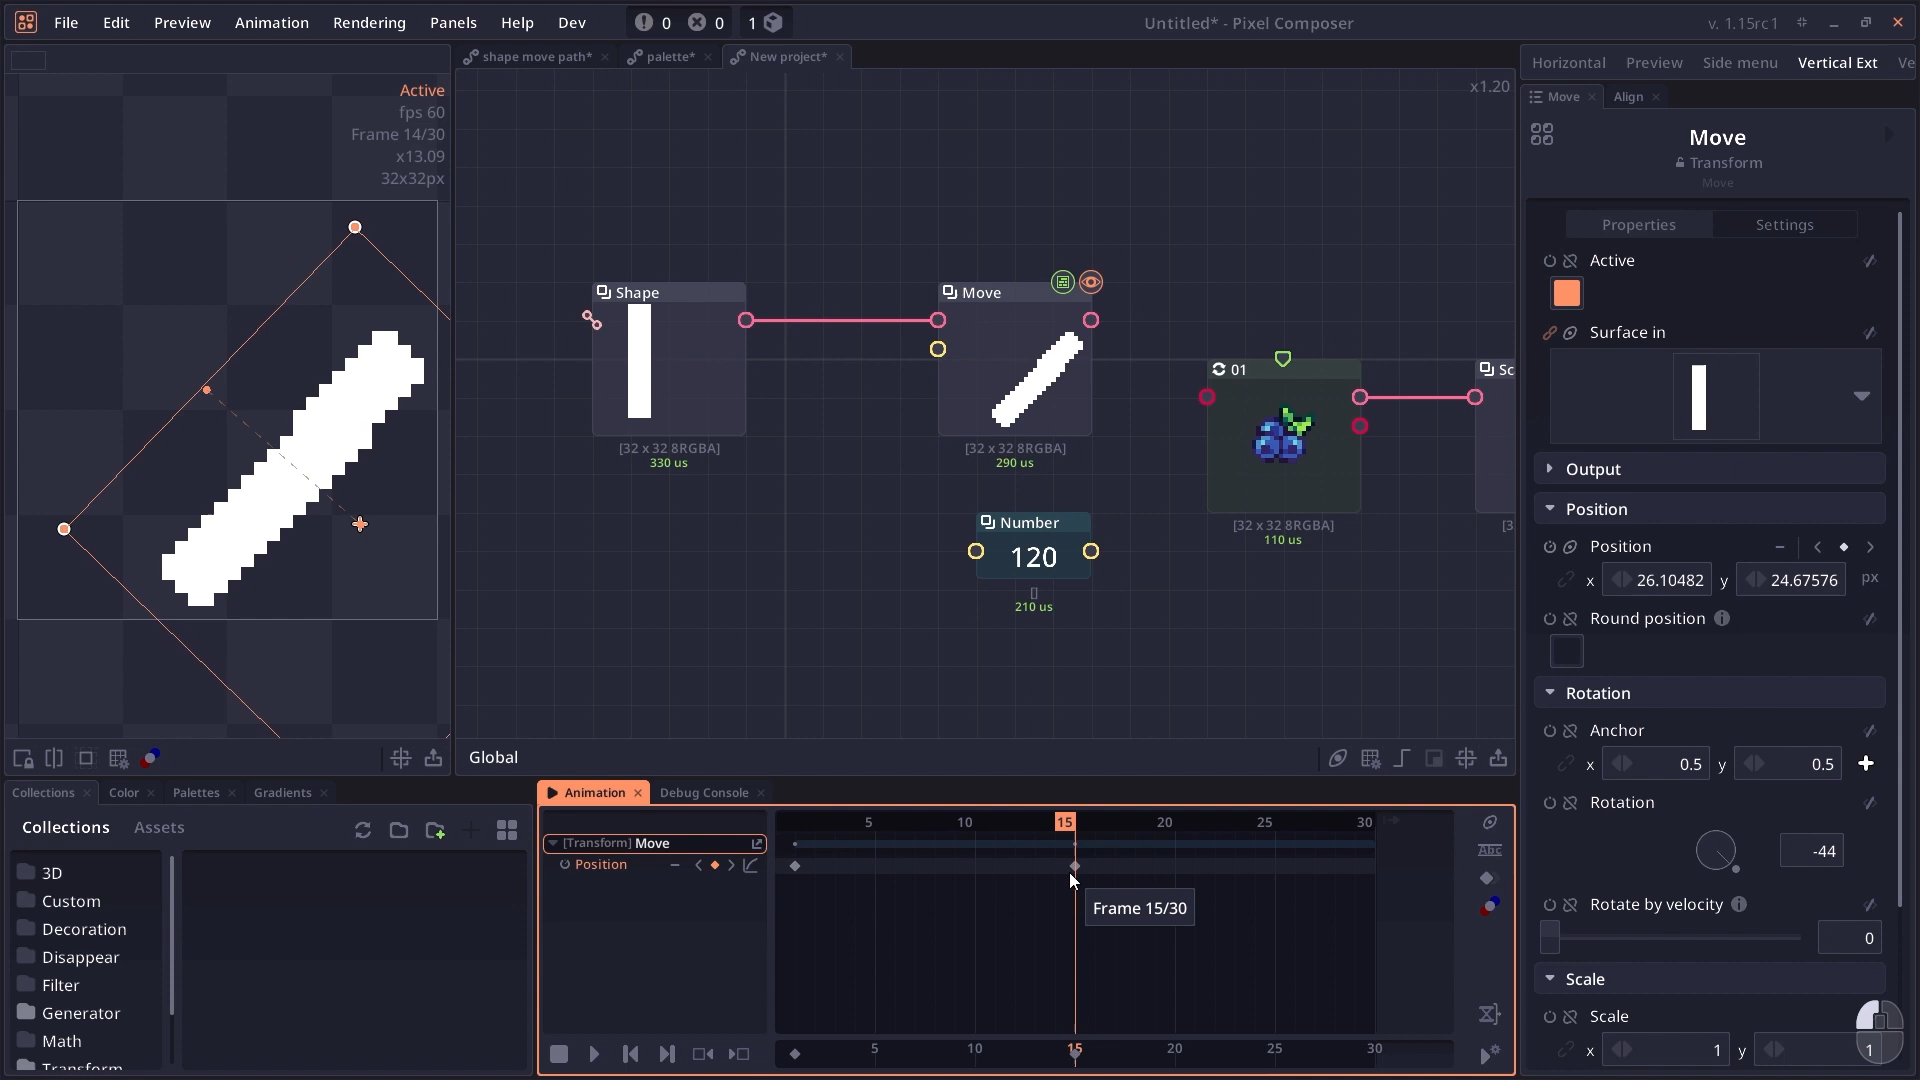 File Edit Preview Animation Rendering Panels Help Dev 0 0 1 Untitled* - Pixel Composer v. 1.15rc1
shape move path* palette* New project*
Horizontal Preview Side menu Vertical Ext Ve
Active
fps 60
Frame 14/30
x13.09
32x32px
x1.20
Shape
[32 x 32 8RGBA]
330 us
Move
[32 x 32 8RGBA]
290 us
Number
120
[]
210 us
01
[32 x 32 8RGBA]
110 us
Sc
[3
Global
Move Align
Move
Transform
Move
Properties Settings
Active
Surface in
Output
Position
Position
x 26.10482 y 24.67576 px
Round position
Rotation
Anchor
x 0.5 y 0.5
Rotation
-44
Rotate by velocity
0
Scale
Scale
x 1 y 1
Collections Color Palettes Gradients
Collections Assets
3D
Custom
Decoration
Disappear
Filter
Generator
Math
Transform
Animation Debug Console
5 10 15 20 25 30
[Transform] Move
Position
Abc
Frame 15/30
5 10 15 20 25 30